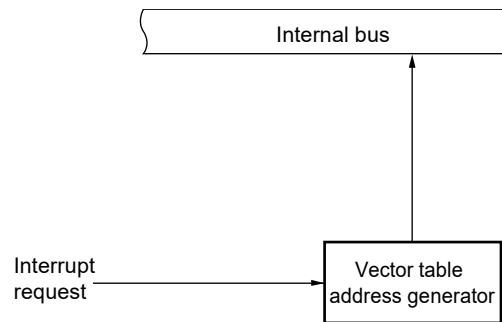 Internal bus
Interrupt
request
Vector table
address generator